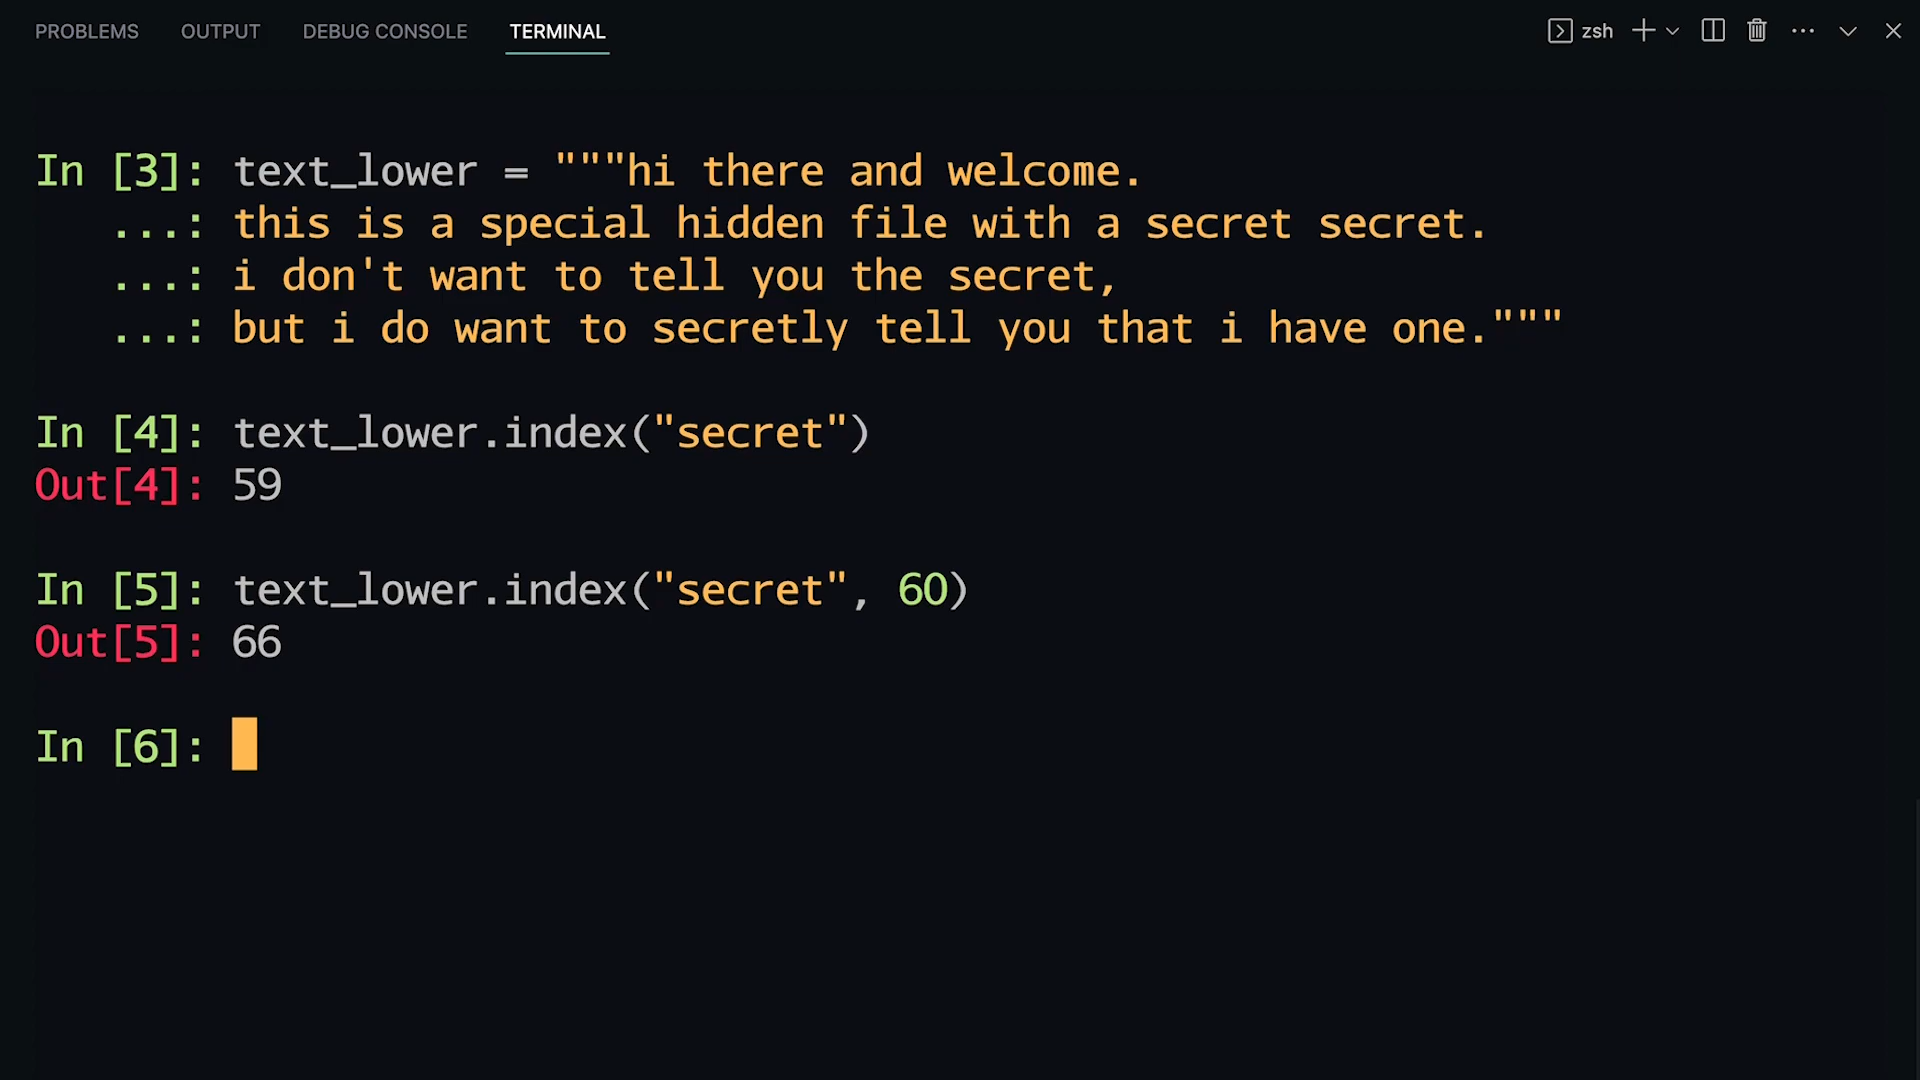 PROBLEMS OUTPUT DEBUG CONSOLE TERMINAL zsh
In [3]: text_lower = """hi there and welcome.
...: this is a special hidden file with a secret secret.
...: i don't want to tell you the secret,
...: but i do want to secretly tell you that i have one."""
In [4]: text_lower.index("secret")
Out[4]: 59
In [5]: text_lower.index("secret", 60)
Out[5]: 66
In [6]: